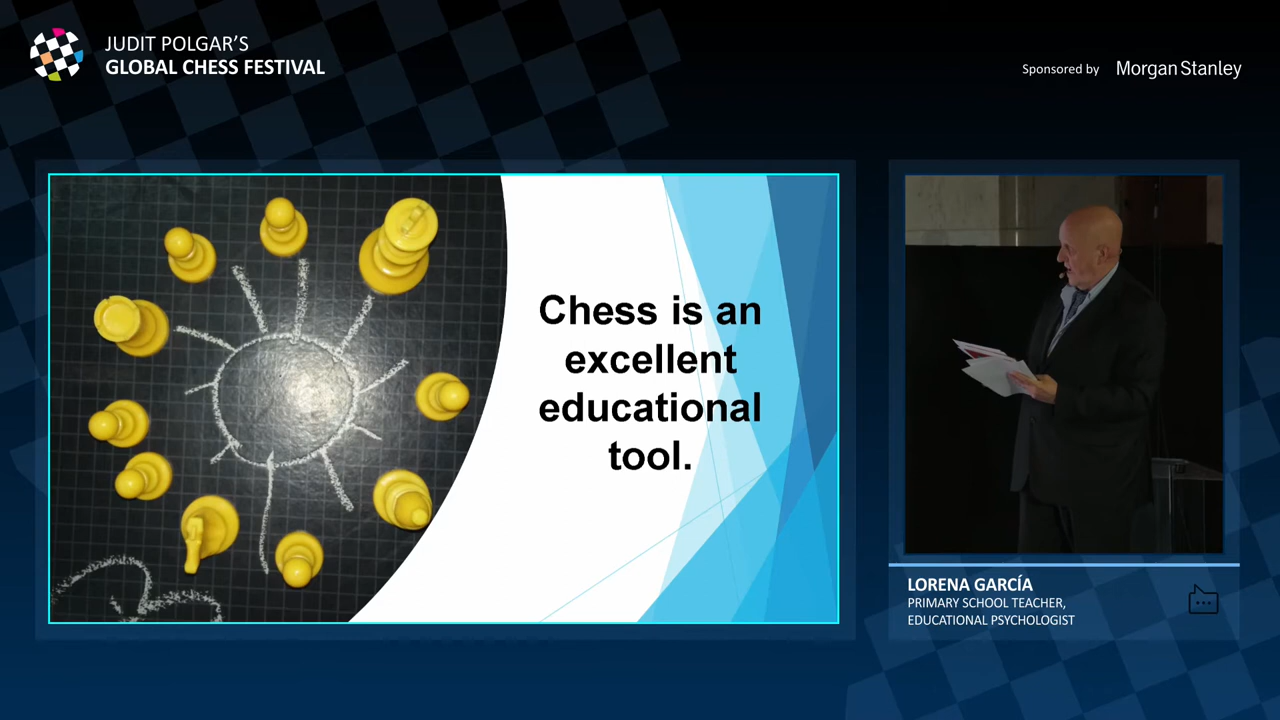 JUDIT POLGAR'S
GLOBAL CHESS FESTIVAL
Sponsored by Morgan Stanley
Chess is an
excellent
educational
tool.
LORENA GARCÍA
PRIMARY SCHOOL TEACHER,
EDUCATIONAL PSYCHOLOGIST